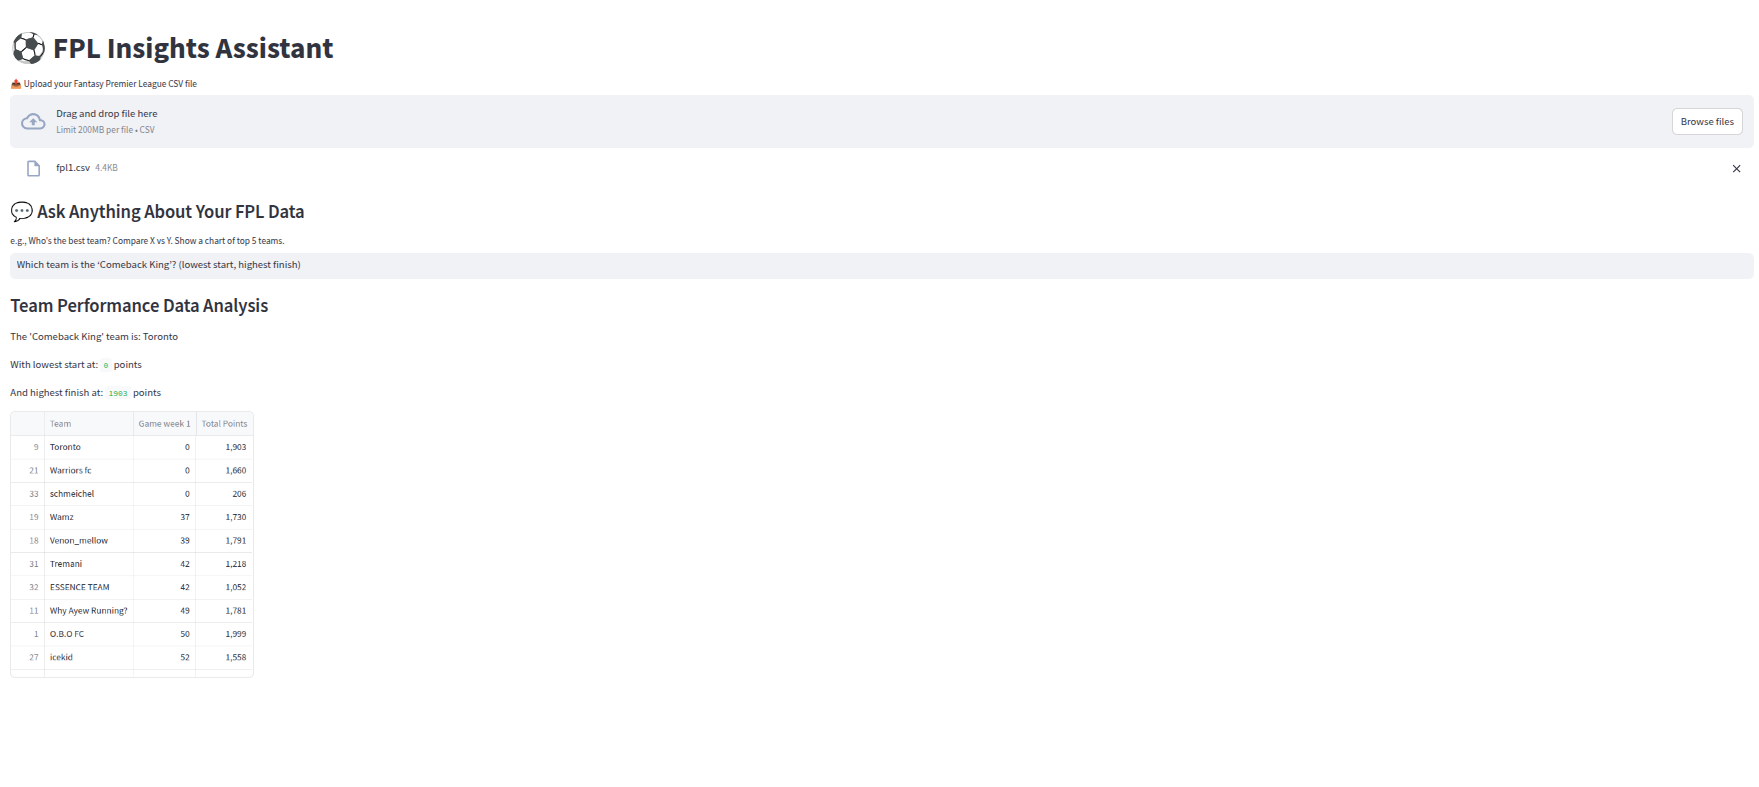 ⚽ FPL Insights Assistant
📤 Upload your Fantasy Premier League CSV file
Drag and drop file here
Limit 200MB per file • CSV
Browse files
fpl1.csv 4.4KB
💬 Ask Anything About Your FPL Data
e.g., Who's the best team? Compare X vs Y. Show a chart of top 5 teams.
Which team is the ‘Comeback King’? (lowest start, highest finish)
Team Performance Data Analysis
The 'Comeback King' team is: Toronto
With lowest start at: 0 points
And highest finish at: 1903 points
Team Game week 1 Total Points
9 Toronto 0 1,903
21 Warriors fc 0 1,660
33 schmeichel 0 206
19 Wamz 37 1,730
18 Venon_mellow 39 1,791
31 Tremani 42 1,218
32 ESSENCE TEAM 42 1,052
11 Why Ayew Running? 49 1,781
1 O.B.O FC 50 1,999
27 icekid 52 1,558